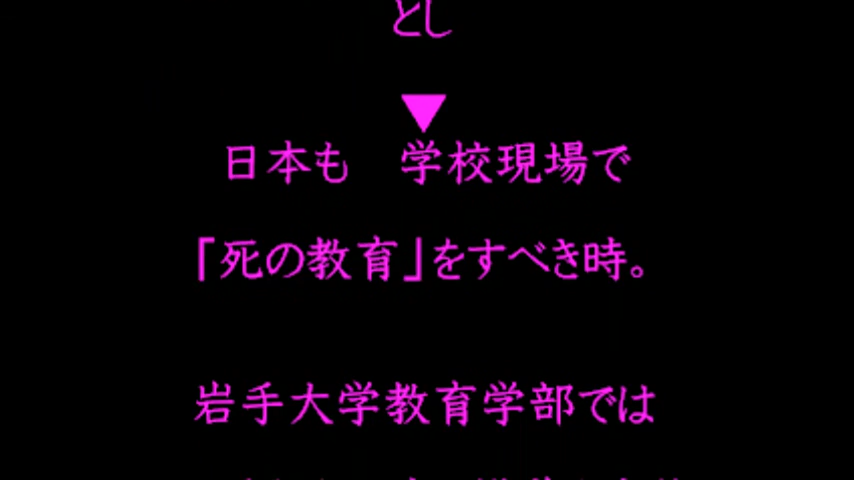 とし
▼
日本も　学校現場で
「死の教育」をすべき時。
岩手大学教育学部では